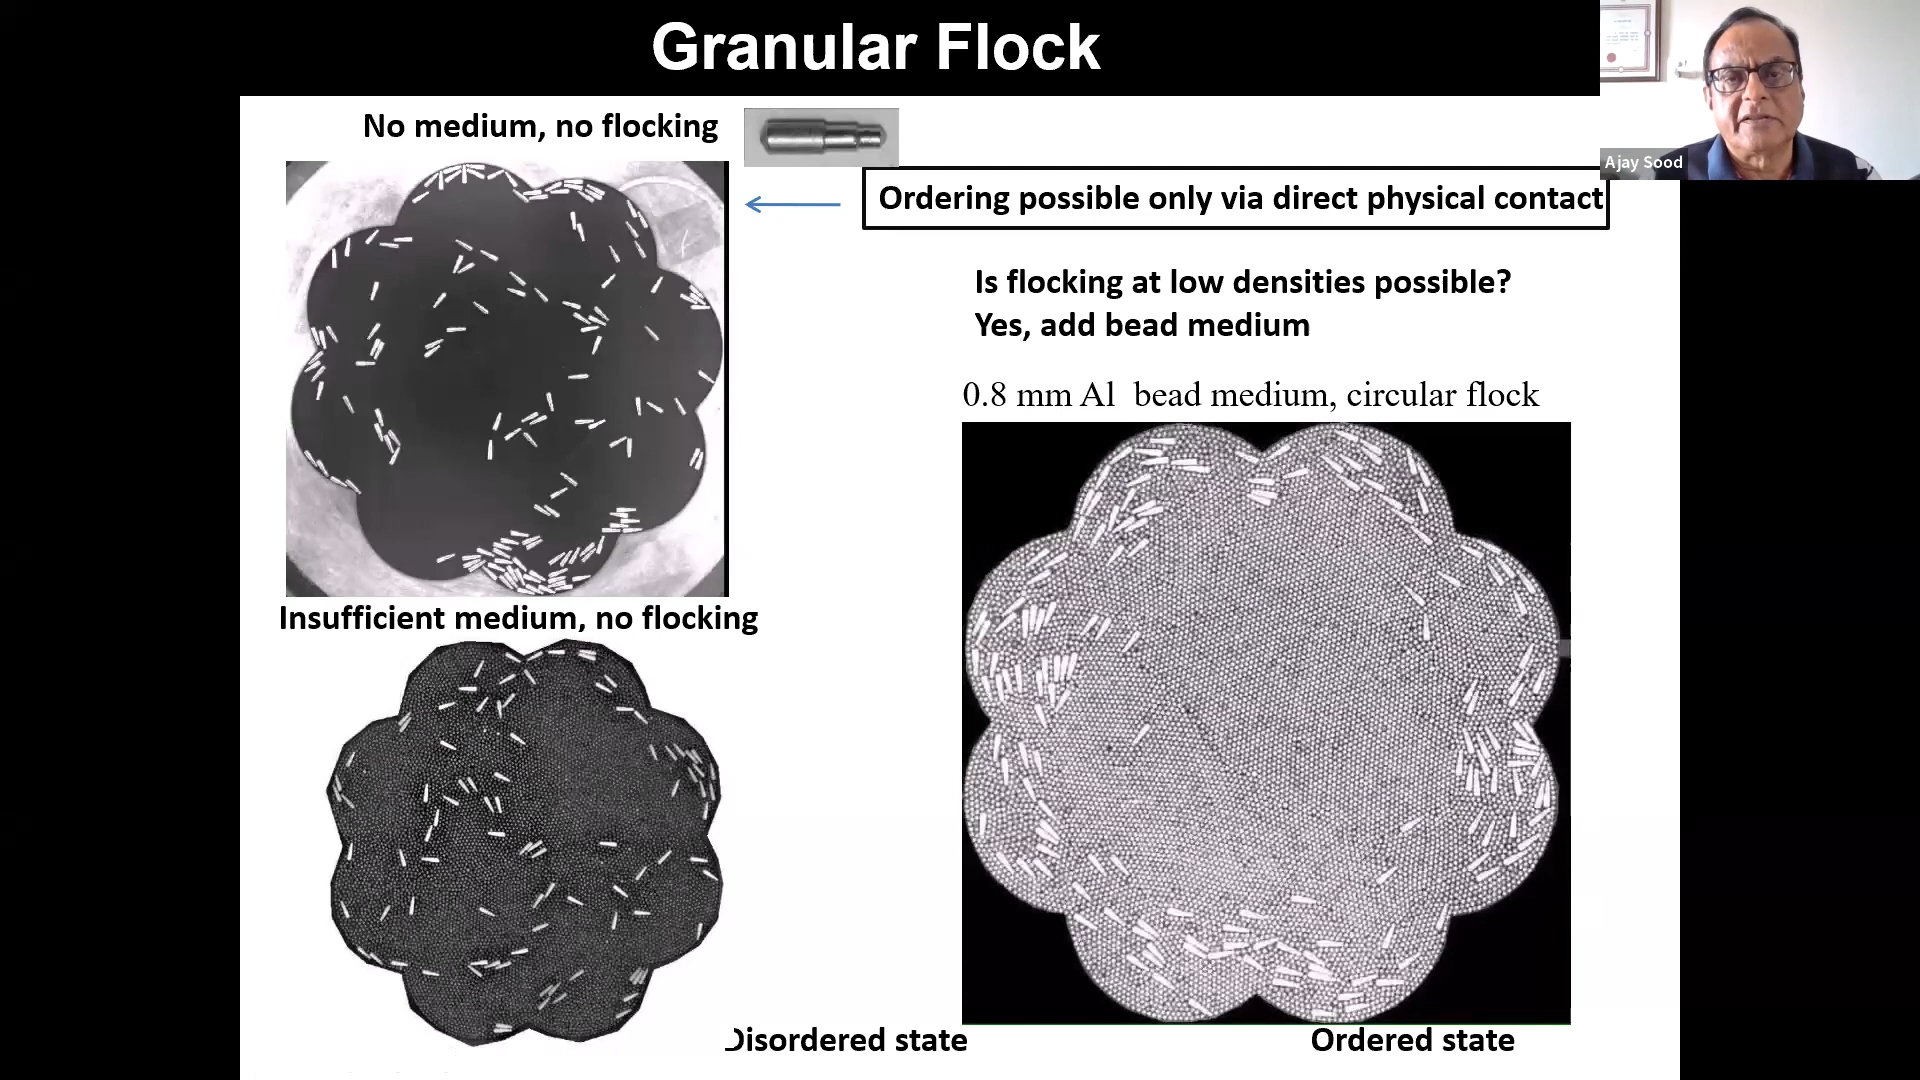 Granular Flock
Ajay Sood
No medium, no flocking
Ordering possible only via direct physical contact
Is flocking at low densities possible?
Yes, add bead medium
0.8 mm Al bead medium, circular flock
Insufficient medium, no flocking
Disordered state
Ordered state